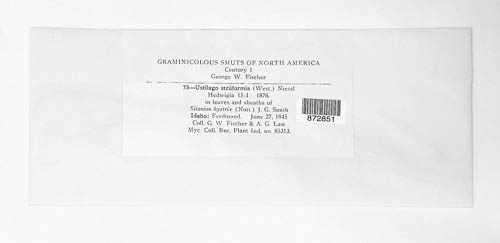 GRAMINICOLOUS SMUTS OF NORTH AMERICA
Century I
George W. Fischer
73—Ustilago striiformis (West.) Niessl
Hedwigia 15:1. 1876.
in leaves and sheaths of
Sitanion hystrix (Nutt.) J. G. Smith
Idaho: Ferdinand. June 27, 1945
Coll. G. W. Fischer & A. G. Law
Myc. Coll. Bur. Plant Ind. no. 83313.
872851